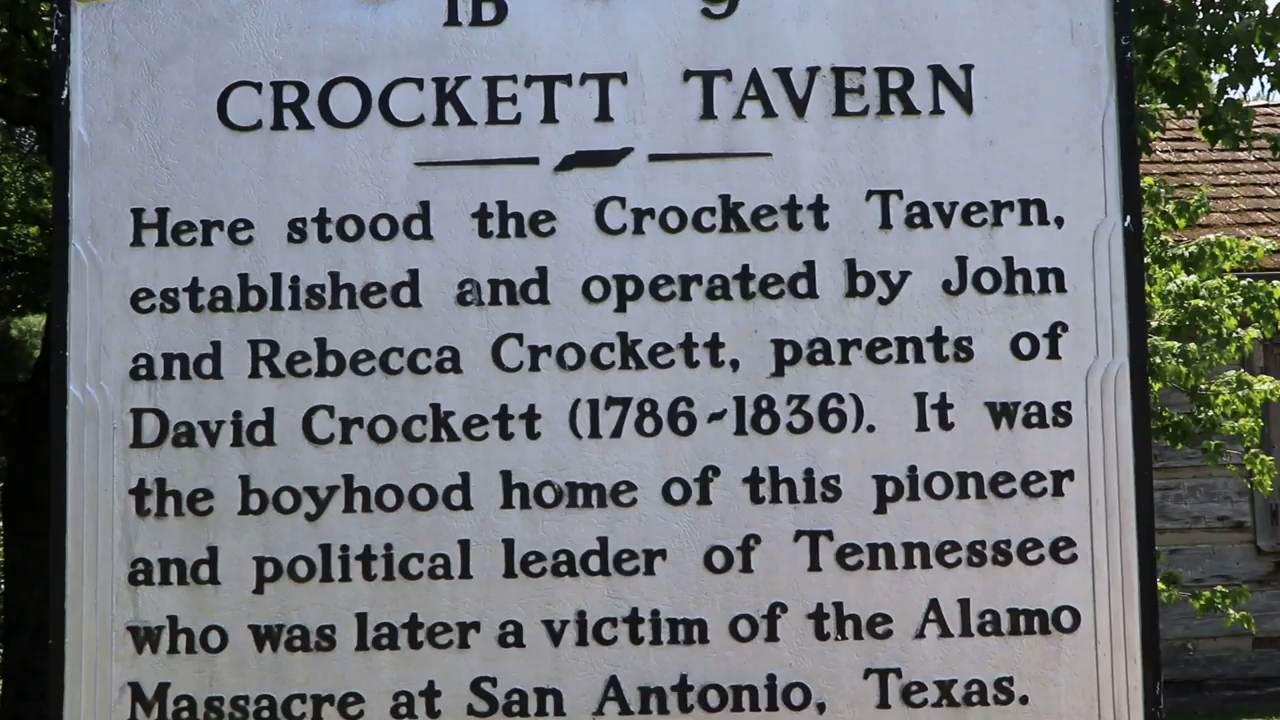 CROCKETT TAVERN
Here stood the Crockett Tavern,
established and operated by John
and Rebecca Crockett, parents of
David Crockett (1786~1836). It was
the boyhood home of this pioneer
and political leader of Tennessee
who was later a victim of the Alamo
Massacre at San Antonio, Texas.